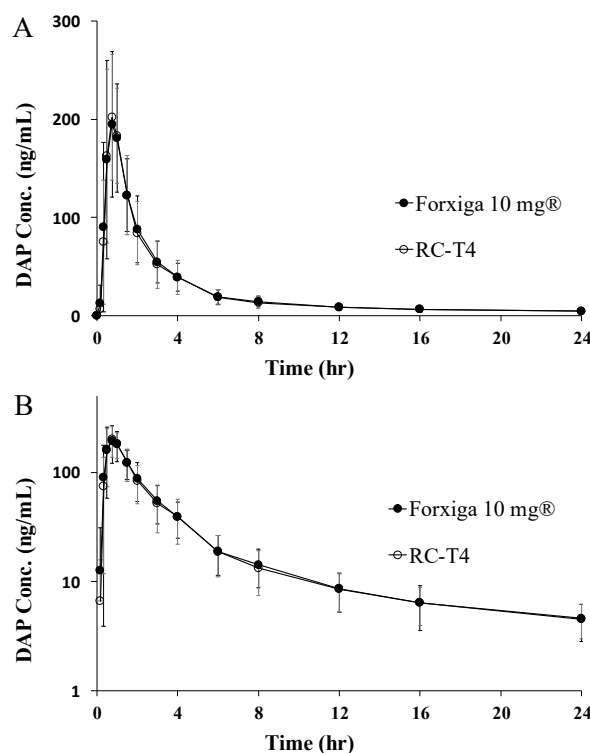 A
DAP Conc. (ng/mL)
300
200
100
0
Forxiga 10 mg®
RC-T4
0 4 8 12 16 20 24
Time (hr)
B
DAP Conc. (ng/mL)
100
10
1
Forxiga 10 mg®
RC-T4
0 4 8 12 16 20 24
Time (hr)